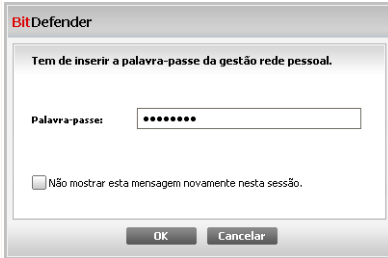 BitDefender
Tem de inserir a palavra-passe da gestão rede pessoal.
Palavra-passe: ●●●●●●●●
Não mostrar esta mensagem novamente nesta sessão.
OK Cancelar